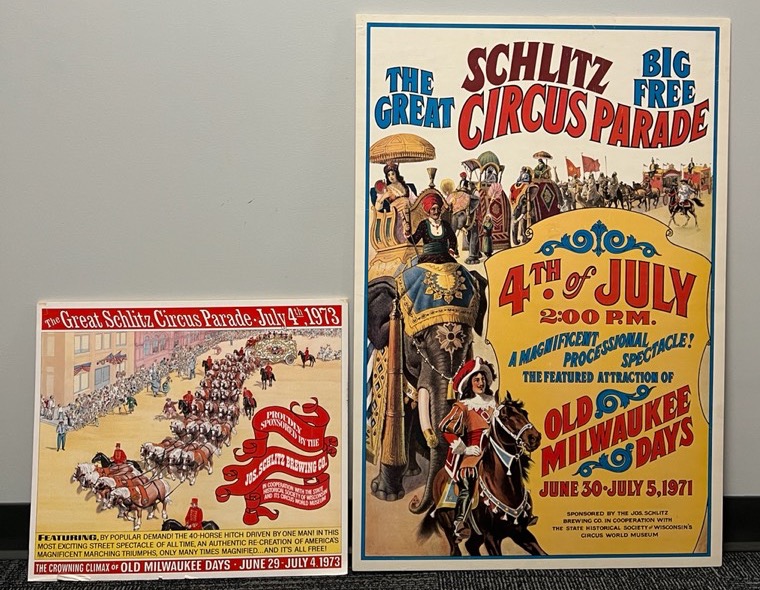 The Great Schlitz Circus Parade · July 4th 1973
PROUDLY
SPONSORED BY THE
JOS. SCHLITZ BREWING CO.
IN COOPERATION WITH THE STATE
HISTORICAL SOCIETY OF WISCONSIN
AND ITS CIRCUS WORLD MUSEUM
FEATURING, BY POPULAR DEMAND! THE 40-HORSE HITCH DRIVEN BY ONE MAN! IN THIS
MOST EXCITING STREET SPECTACLE OF ALL TIME, AN AUTHENTIC RE-CREATION OF AMERICA'S
MAGNIFICENT MARCHING TRIUMPHS, ONLY MANY TIMES MAGNIFIED...AND IT'S ALL FREE!
THE CROWNING CLIMAX OF OLD MILWAUKEE DAYS · JUNE 29 - JULY 4, 1973
THE GREAT
SCHLITZ
CIRCUS PARADE
BIG FREE
4TH. of JULY
2:00 P.M.
A MAGNIFICENT
PROCESSIONAL
SPECTACLE!
THE FEATURED ATTRACTION OF
OLD
MILWAUKEE
DAYS
JUNE 30 - JULY 5, 1971
SPONSORED BY THE JOS. SCHLITZ
BREWING CO. IN COOPERATION WITH
THE STATE HISTORICAL SOCIETY OF WISCONSIN'S
CIRCUS WORLD MUSEUM